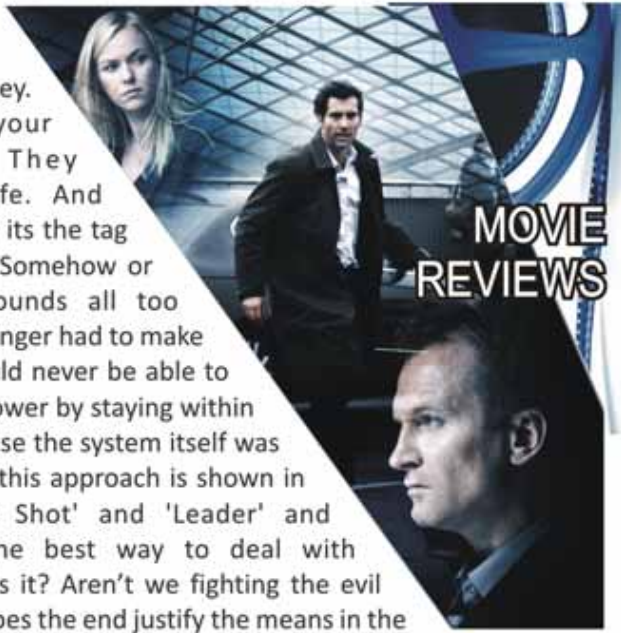 ey.
your
They
fe. And
its the tag
Somehow or
ounds all too
nger had to make
ld never be able to
ower by staying within
se the system itself was
this approach is shown in
Shot' and 'Leader' and
ne best way to deal with
s it? Aren't we fighting the evil
oes the end justify the means in the
MOVIE
REVIEWS